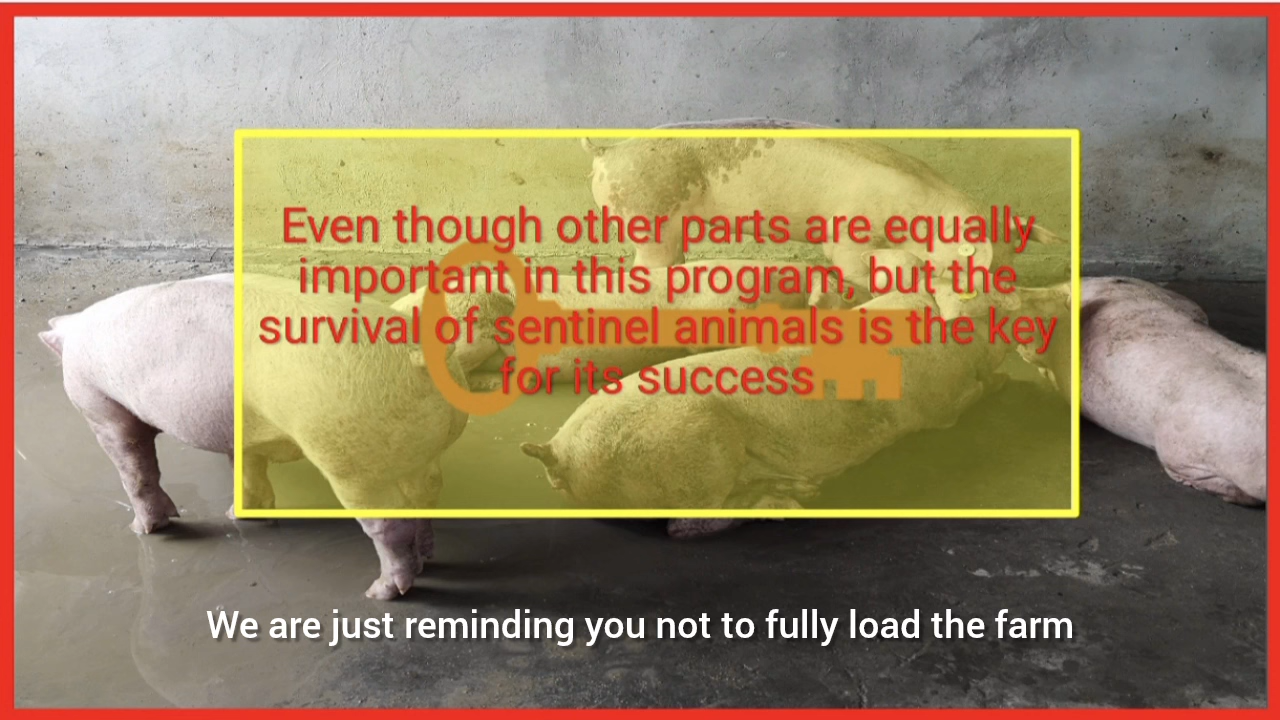 Even though other parts are equally
important in this program, but the
survival of sentinel animals is the key
for its success
We are just reminding you not to fully load the farm